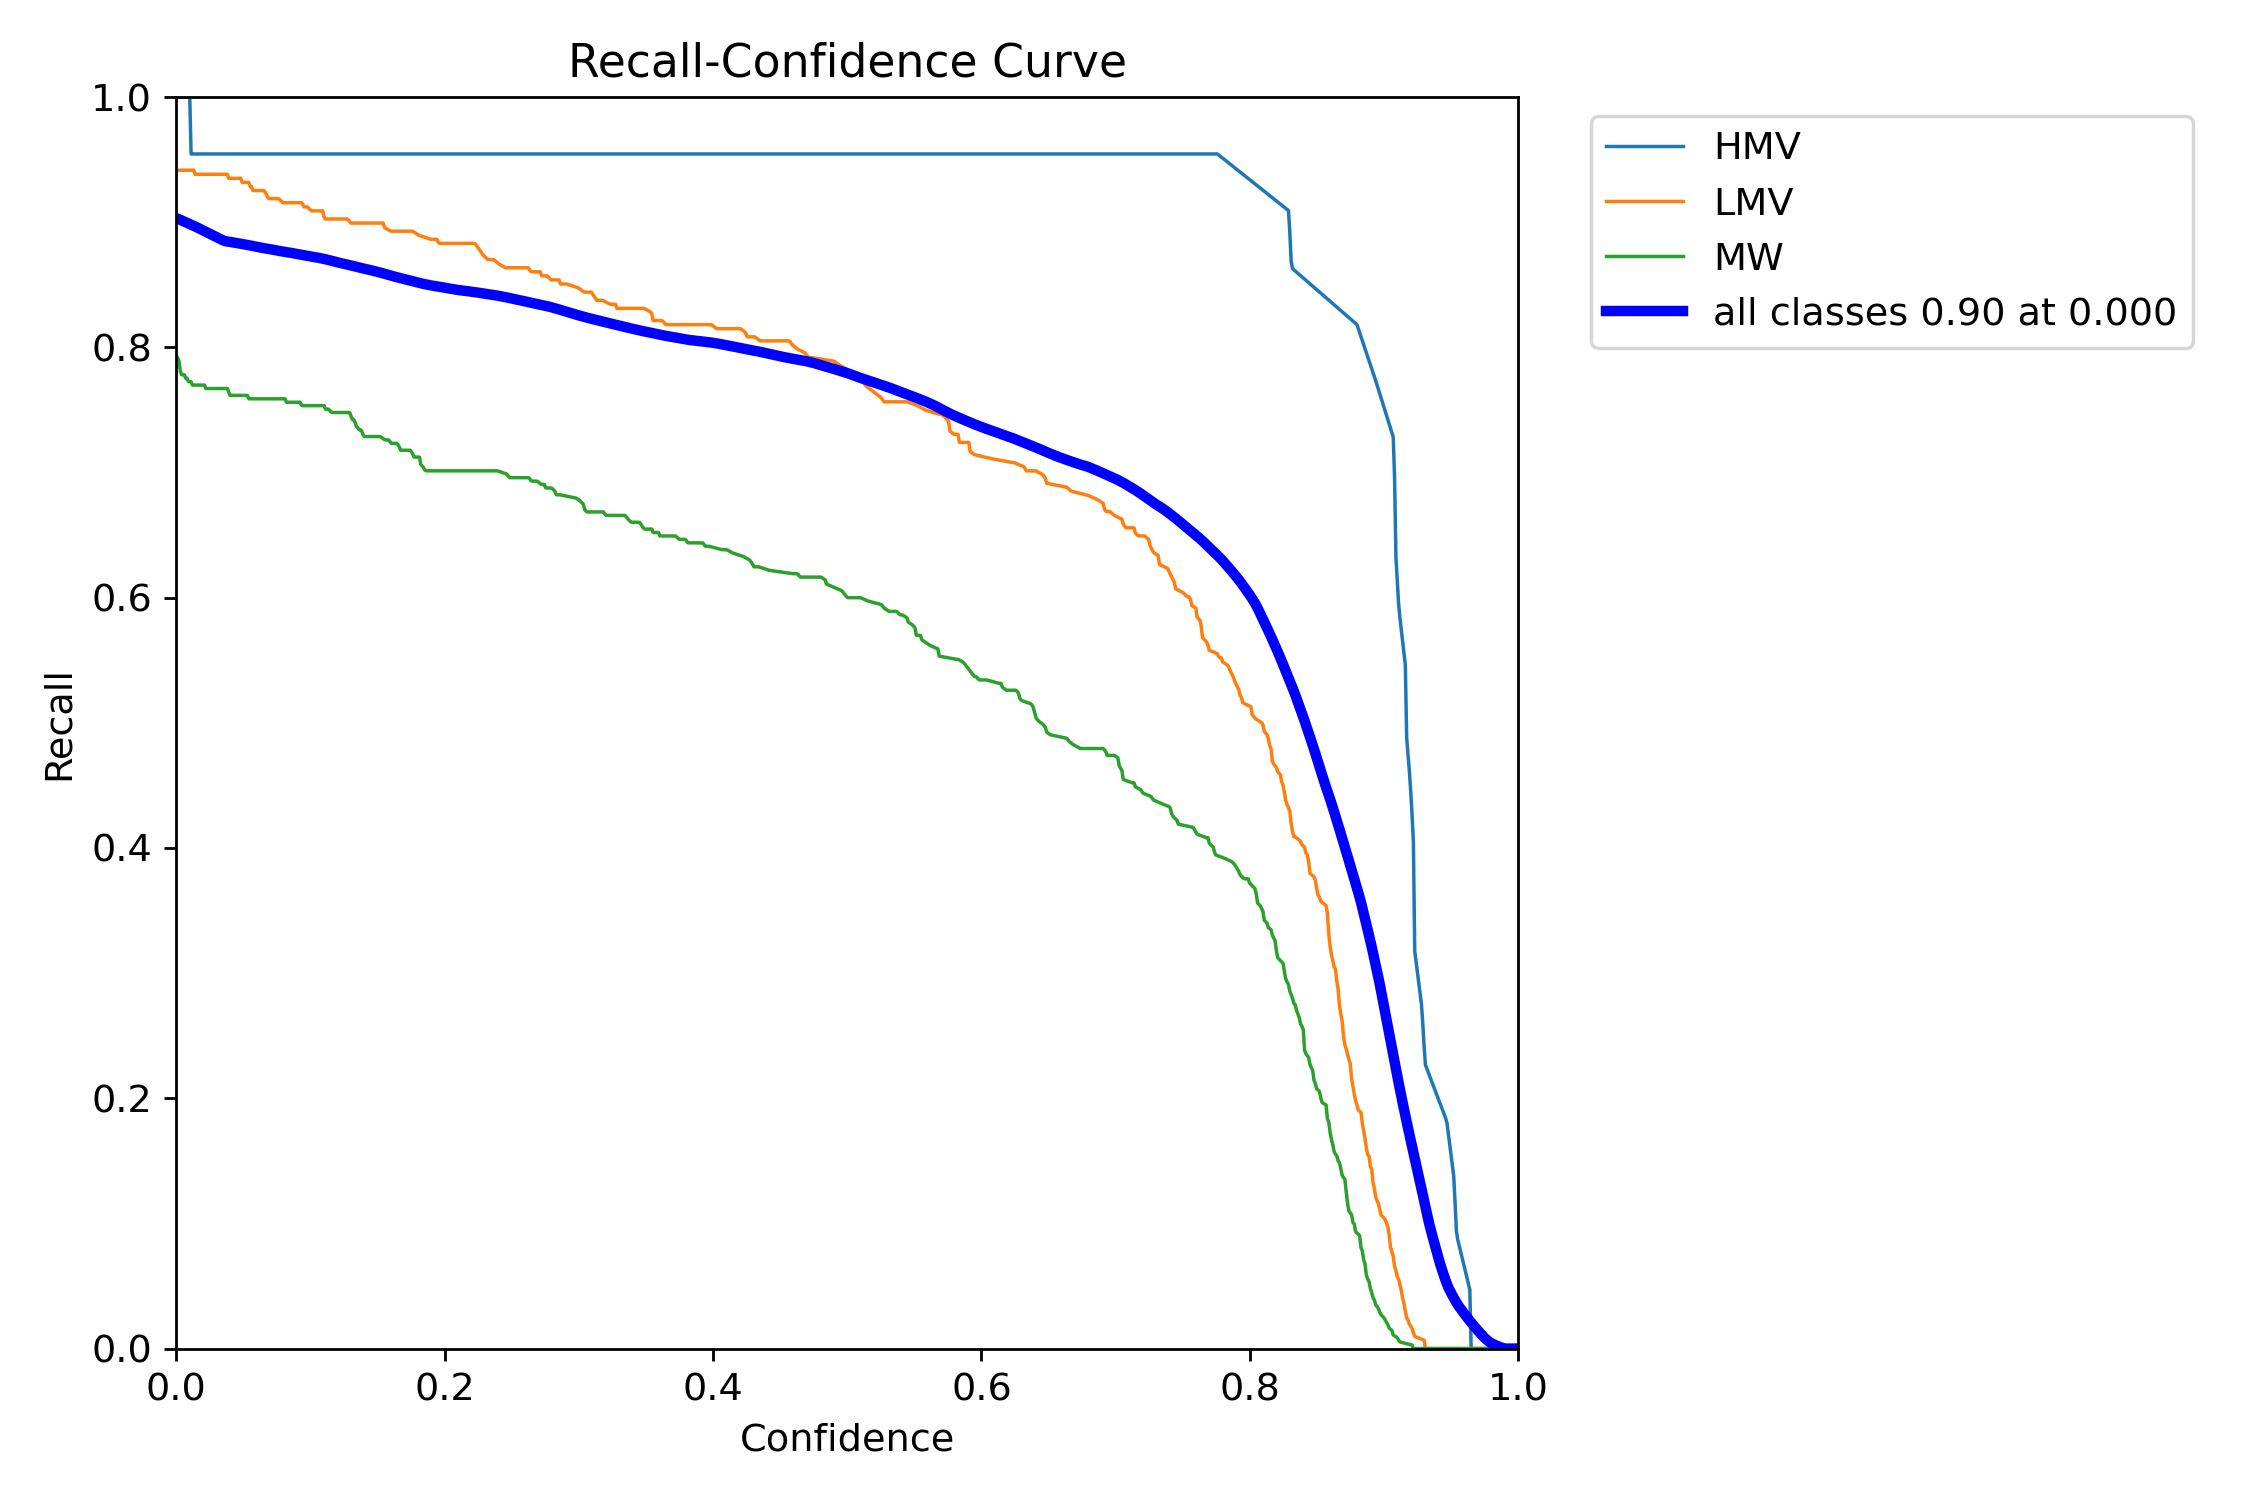 Recall-Confidence Curve
1.0
0.8
0.6
0.4
0.2
0.0
Recall
0.0 0.2 0.4 0.6 0.8 1.0
Confidence
HMV
LMV
MW
all classes 0.90 at 0.000